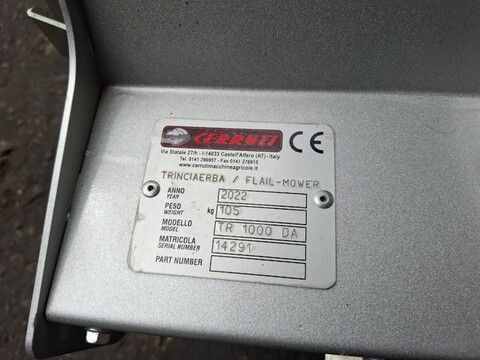 CERRUTI CE
Via Statale 27/h - I-14033 Castell'Alfero (AT) - Italy
Tel. 0141 296957 - Fax 0141 276915
www.cerrutimacchineagricole.it
TRINCIAERBA / FLAIL-MOWER
ANNO
YEAR 2022
PESO
WEIGHT kg 105
MODELLO
MODEL TR 1000 DA
MATRICOLA
SERIAL NUMBER 14291
PART NUMBER